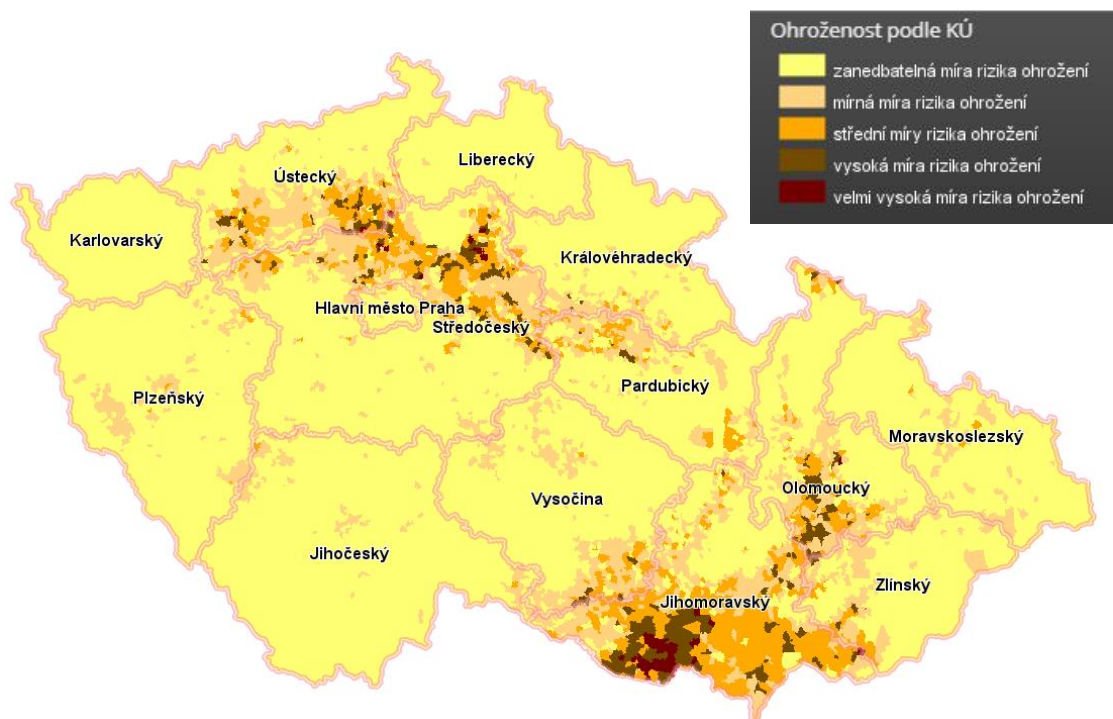 Ohroženost podle KÚ
zanedbatelná míra rizika ohrožení
mírná míra rizika ohrožení
střední míry rizika ohrožení
vysoká míra rizika ohrožení
velmi vysoká míra rizika ohrožení
Liberecký
Ústecký
Karlovarský
Královéhradecký
Hlavní město Praha
Středočeský
Pardubický
Plzeňský
Moravskoslezský
Olomoucký
Vysočina
Jihočeský
Zlínský
Jihomoravský